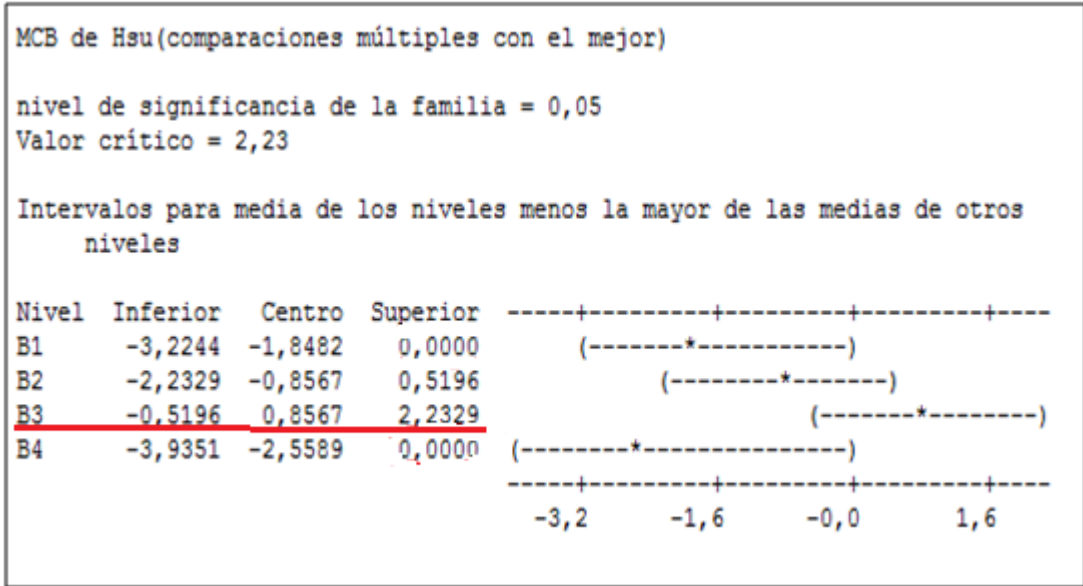 MCB de Hsu(comparaciones múltiples con el mejor)
nivel de significancia de la familia = 0,05
Valor crítico = 2,23
Intervalos para media de los niveles menos la mayor de las medias de otros
niveles
Nivel Inferior Centro Superior -----+---------+---------+---------+----
B1 -3,2244 -1,8482 0,0000 (-------*-----------)
B2 -2,2329 -0,8567 0,5196 (--------*-------)
B3 -0,5196 0,8567 2,2329 (-------*--------)
B4 -3,9351 -2,5589 0,0000 (--------*---------------)
-----+---------+---------+---------+----
-3,2 -1,6 -0,0 1,6